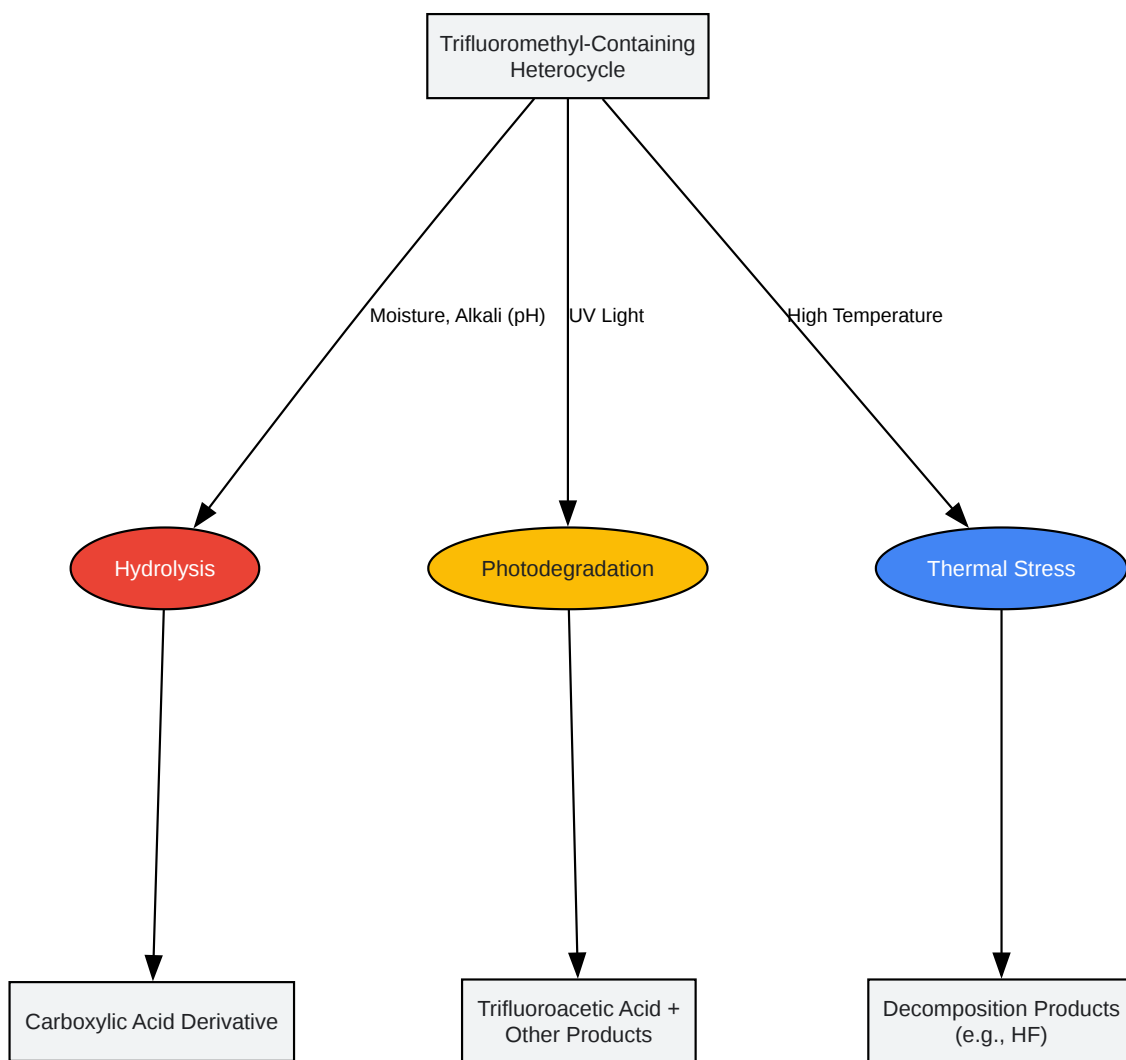 Trifluoromethyl-Containing
Heterocycle
Moisture, Alkali (pH)
UV Light
High Temperature
Hydrolysis
Photodegradation
Thermal Stress
Carboxylic Acid Derivative
Trifluoroacetic Acid +
Other Products
Decomposition Products
(e.g., HF)